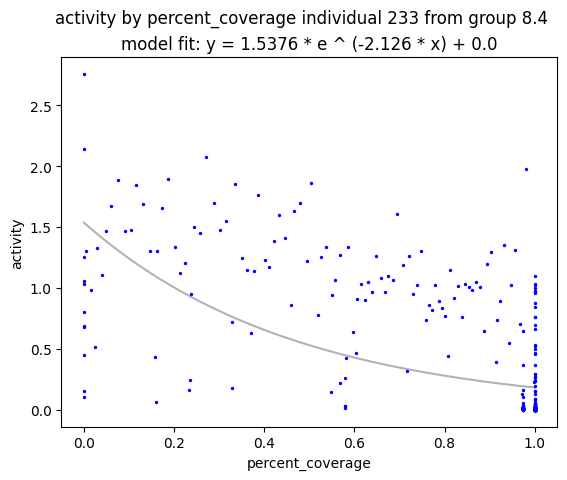 activity by percent_coverage individual 233 from group 8.4
model fit: y = 1.5376 * e ^ (-2.126 * x) + 0.0
2.5
2.0
1.5
1.0
0.5
0.0
activity
0.0 0.2 0.4 0.6 0.8 1.0
percent_coverage